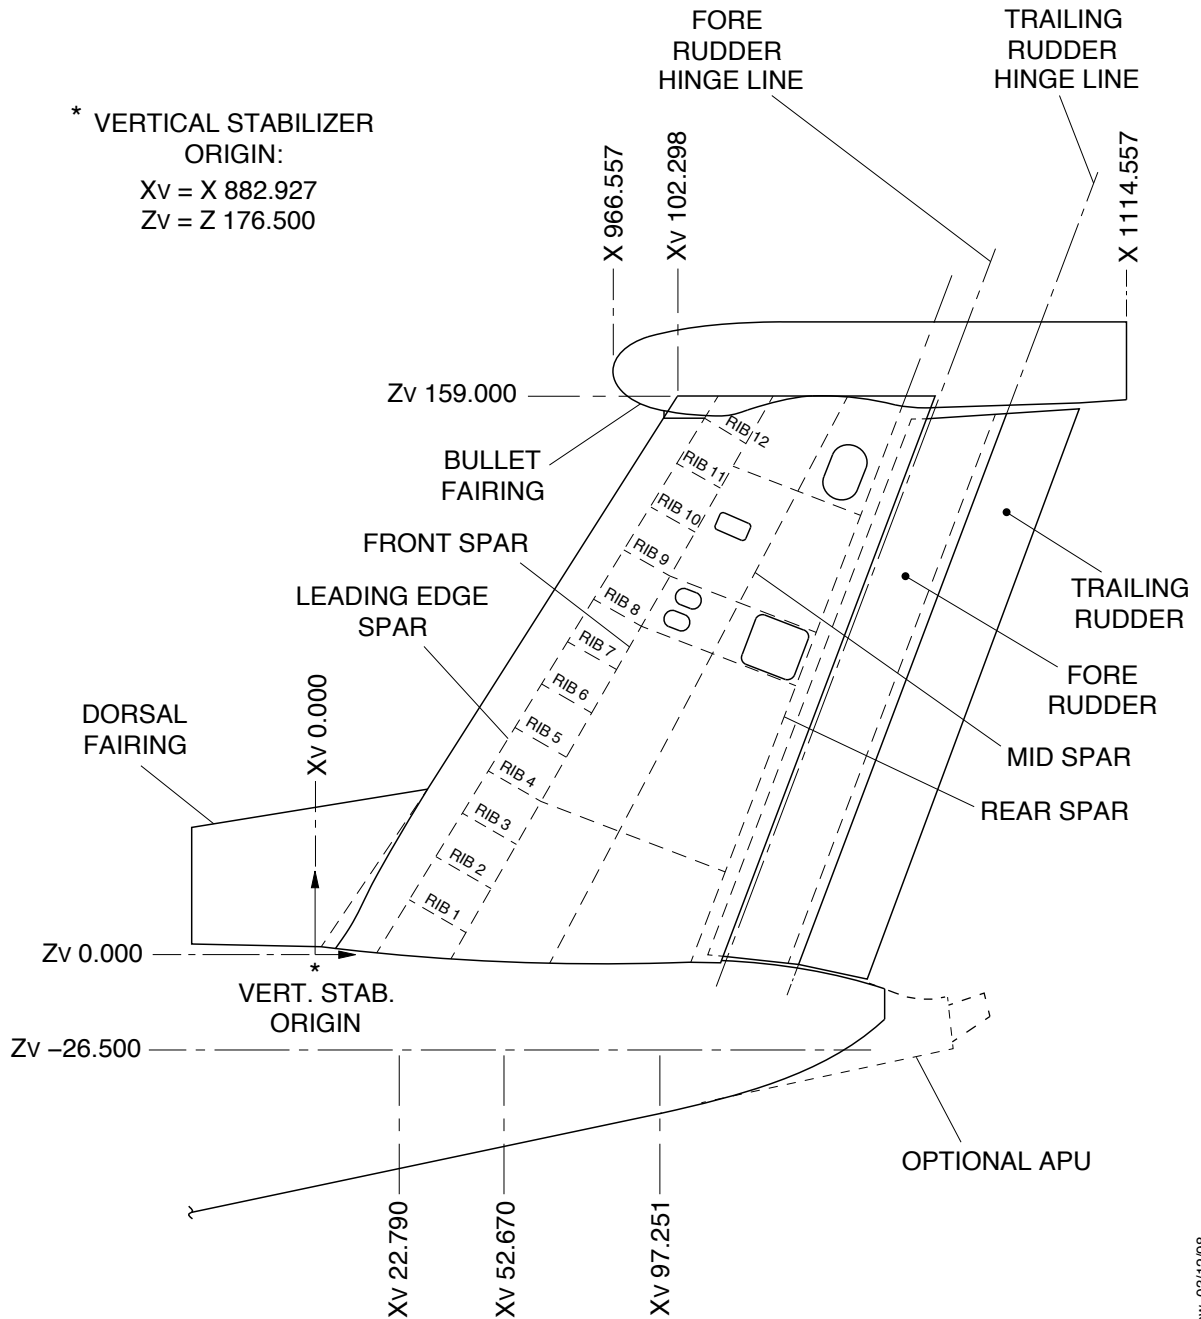 FORE
RUDDER
HINGE LINE
TRAILING
RUDDER
HINGE LINE
* VERTICAL STABILIZER
ORIGIN:
XV = X 882.927
ZV = Z 176.500
X 966.557
XV 102.298
X 1114.557
ZV 159.000
BULLET
FAIRING
FRONT SPAR
LEADING EDGE
SPAR
RIB 12
RIB 11
RIB 10
RIB 9
RIB 8
RIB 7
RIB 6
RIB 5
RIB 4
RIB 3
RIB 2
RIB 1
TRAILING
RUDDER
FORE
RUDDER
MID SPAR
REAR SPAR
DORSAL
FAIRING
XV 0.000
ZV 0.000
*
VERT. STAB.
ORIGIN
ZV −26.500
OPTIONAL APU
XV 22.790
XV 52.670
XV 97.251